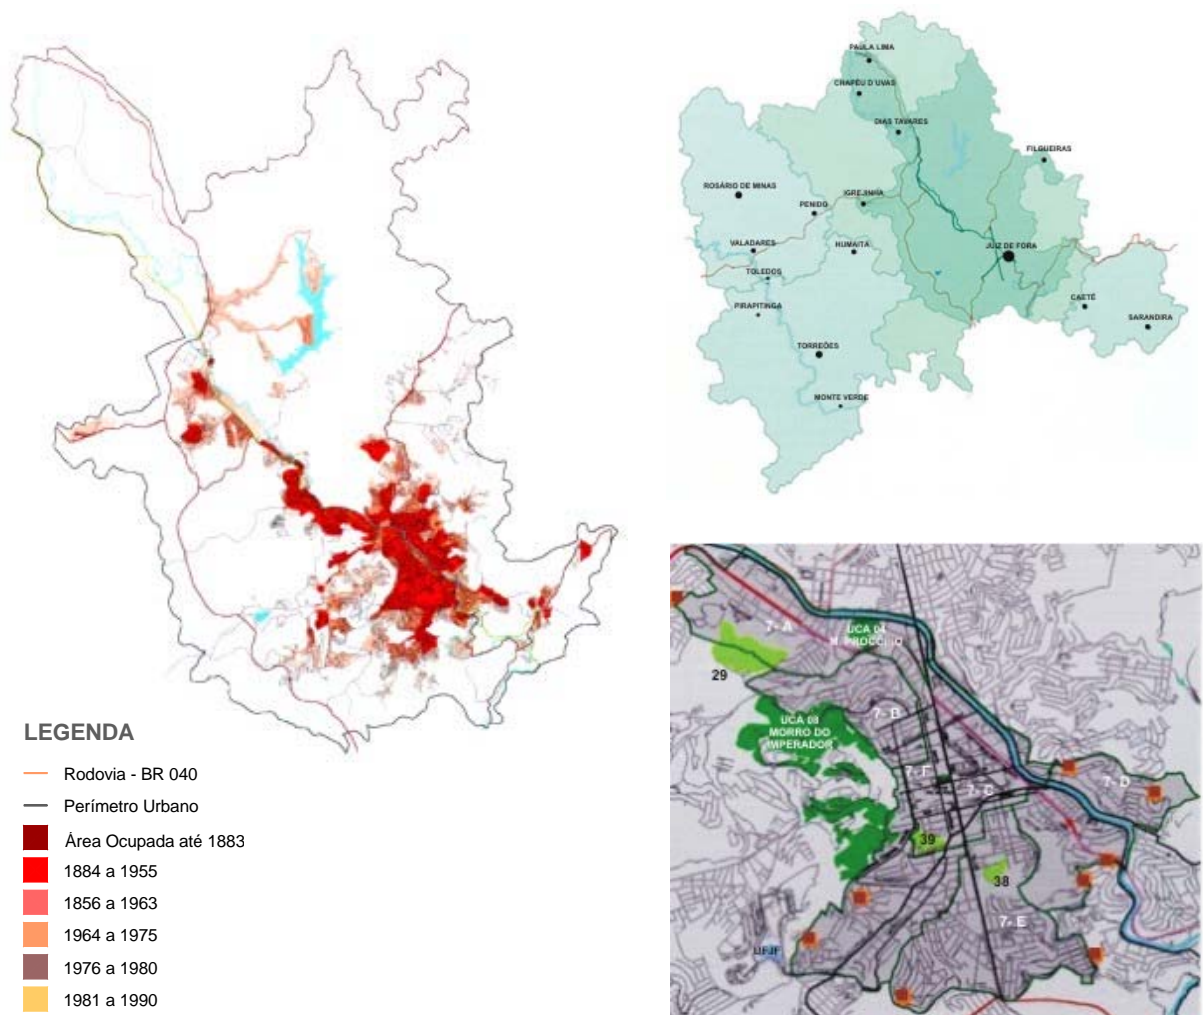 LEGENDA
Rodovia - BR 040
Perímetro Urbano
Área Ocupada até 1883
1884 a 1955
1856 a 1963
1964 a 1975
1976 a 1980
1981 a 1990
PAULA LIMA
CHAPÉU D'UVAS
DIAS TAVARES
FILGUEIRAS
ROSÁRIO DE MINAS
IGREJINHA
PENIDO
VALADARES
HUMAITÁ
JUIZ DE FORA
TOLEDOS
PIRAPITINGA
CAETÉ
SARANDIRA
TORREÕES
MONTE VERDE
7- A
UCA 04
29
7- B
UCA 08
MORRO DO
IMPERADOR
7- F
7- C
7- D
39
38
7- E
UFJF